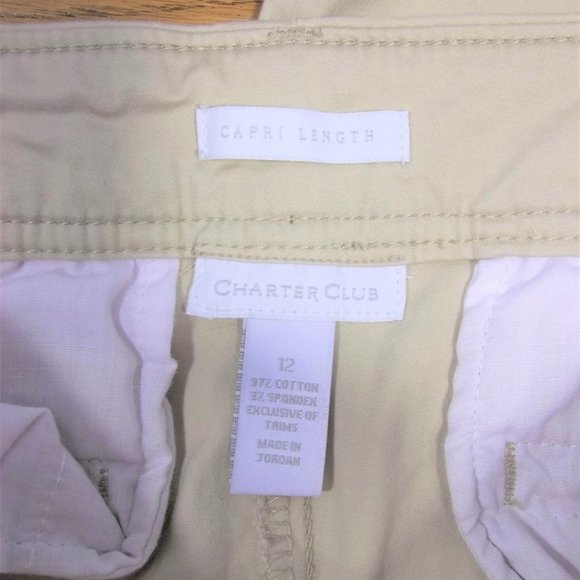 CAPRI LENGTH
CHARTER CLUB
12
97% COTTON
3% SPANDEX
EXCLUSIVE OF
TRIMS
MADE IN
JORDAN